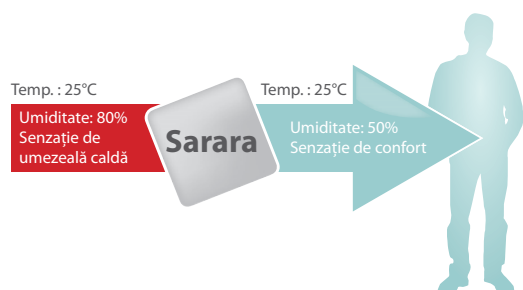 Temp. : 25°C
Umiditate: 80%
Senzație de
umezeală caldă
Sarara
Temp. : 25°C
Umiditate: 50%
Senzație de confort